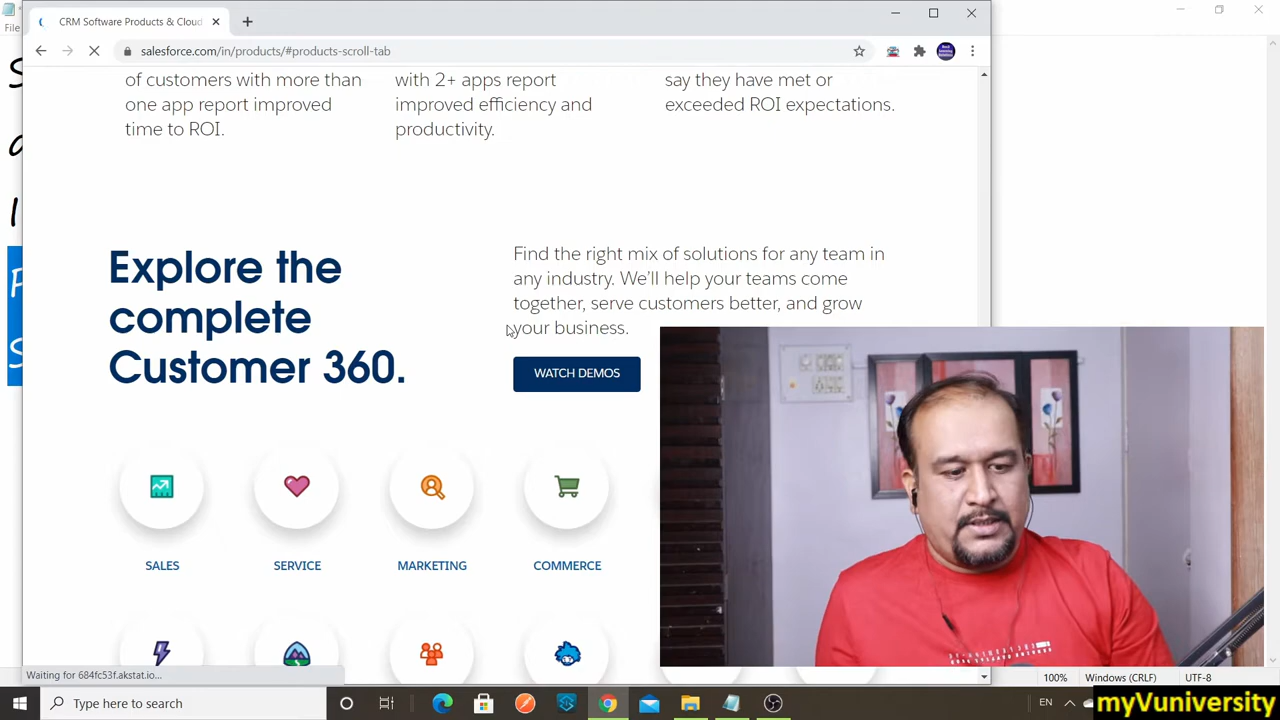 File
CRM Software Products & Cloud
salesforce.com/in/products/#products-scroll-tab
of customers with more than
one app report improved
time to ROI.
with 2+ apps report
improved efficiency and
productivity.
say they have met or
exceeded ROI expectations.
Explore the
complete
Customer 360.
Find the right mix of solutions for any team in
any industry. We'll help your teams come
together, serve customers better, and grow
your business.
WATCH DEMOS
SALES
SERVICE
MARKETING
COMMERCE
Waiting for 684fc53f.akstat.io...
100%
Windows (CRLF)
UTF-8
Type here to search
EN
myVuniversity